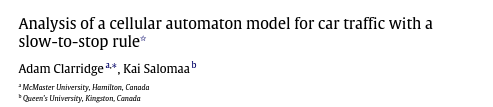 Analysis of a cellular automaton model for car traffic with a
slow-to-stop rule☆
Adam Clarridge a,*, Kai Salomaa b
a McMaster University, Hamilton, Canada
b Queen's University, Kingston, Canada